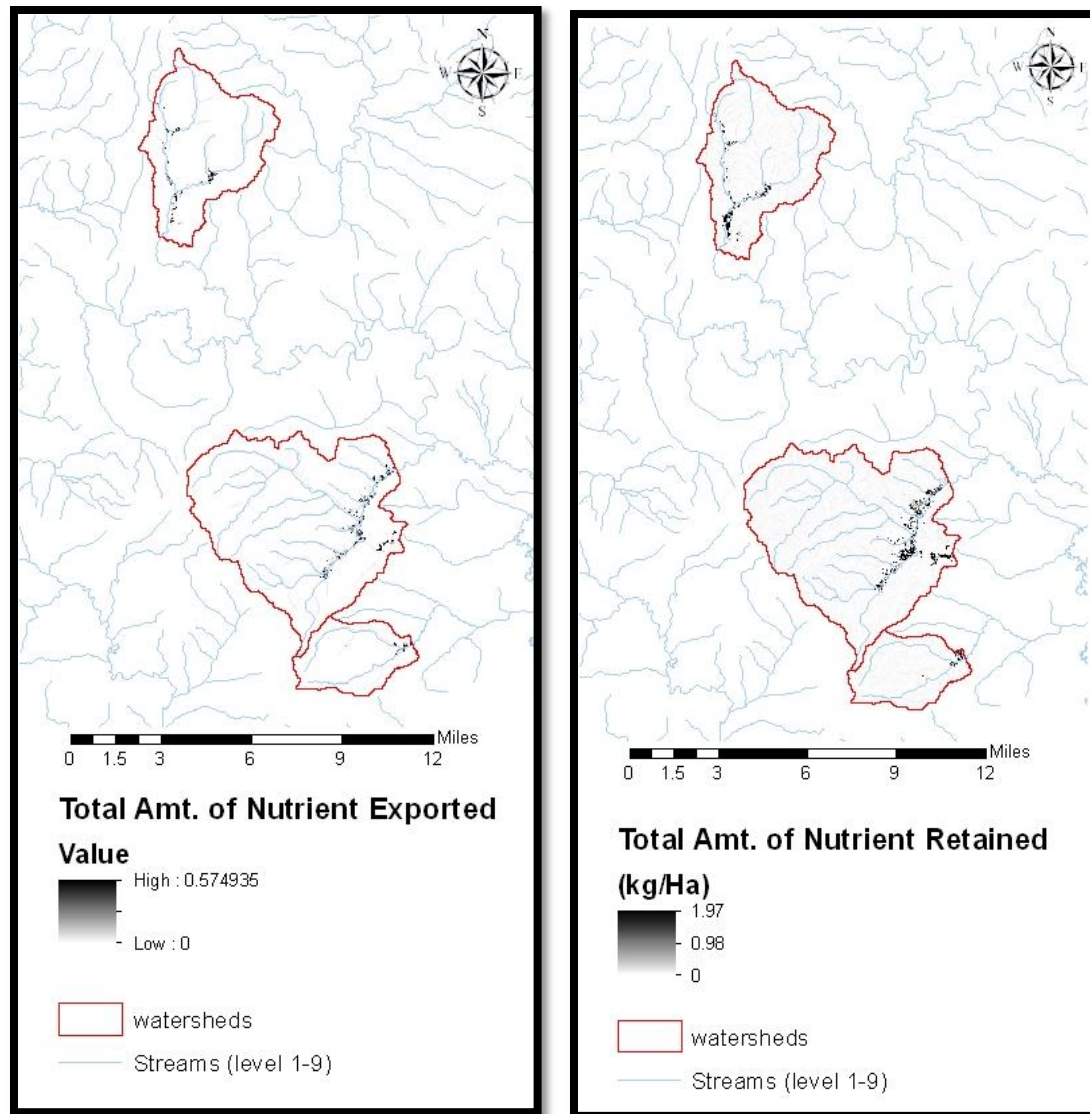 N
W E
S
Miles
0 1.5 3 6 9 12
Total Amt. of Nutrient Exported
Value
High : 0.574935
Low : 0
watersheds
Streams (level 1-9)
N
W E
S
Miles
0 1.5 3 6 9 12
Total Amt. of Nutrient Retained
(kg/Ha)
1.97
0.98
0
watersheds
Streams (level 1-9)